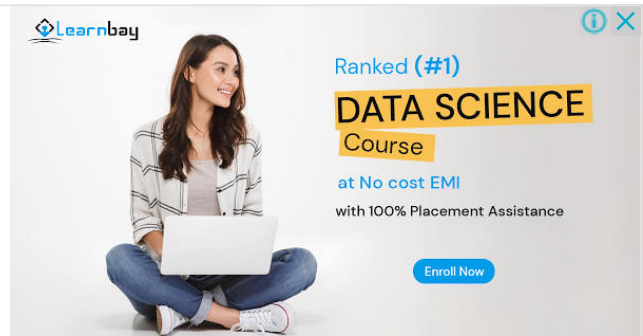 Learnbay
Ranked (#1)
DATA SCIENCE
Course
at No cost EMI
with 100% Placement Assistance
Enroll Now